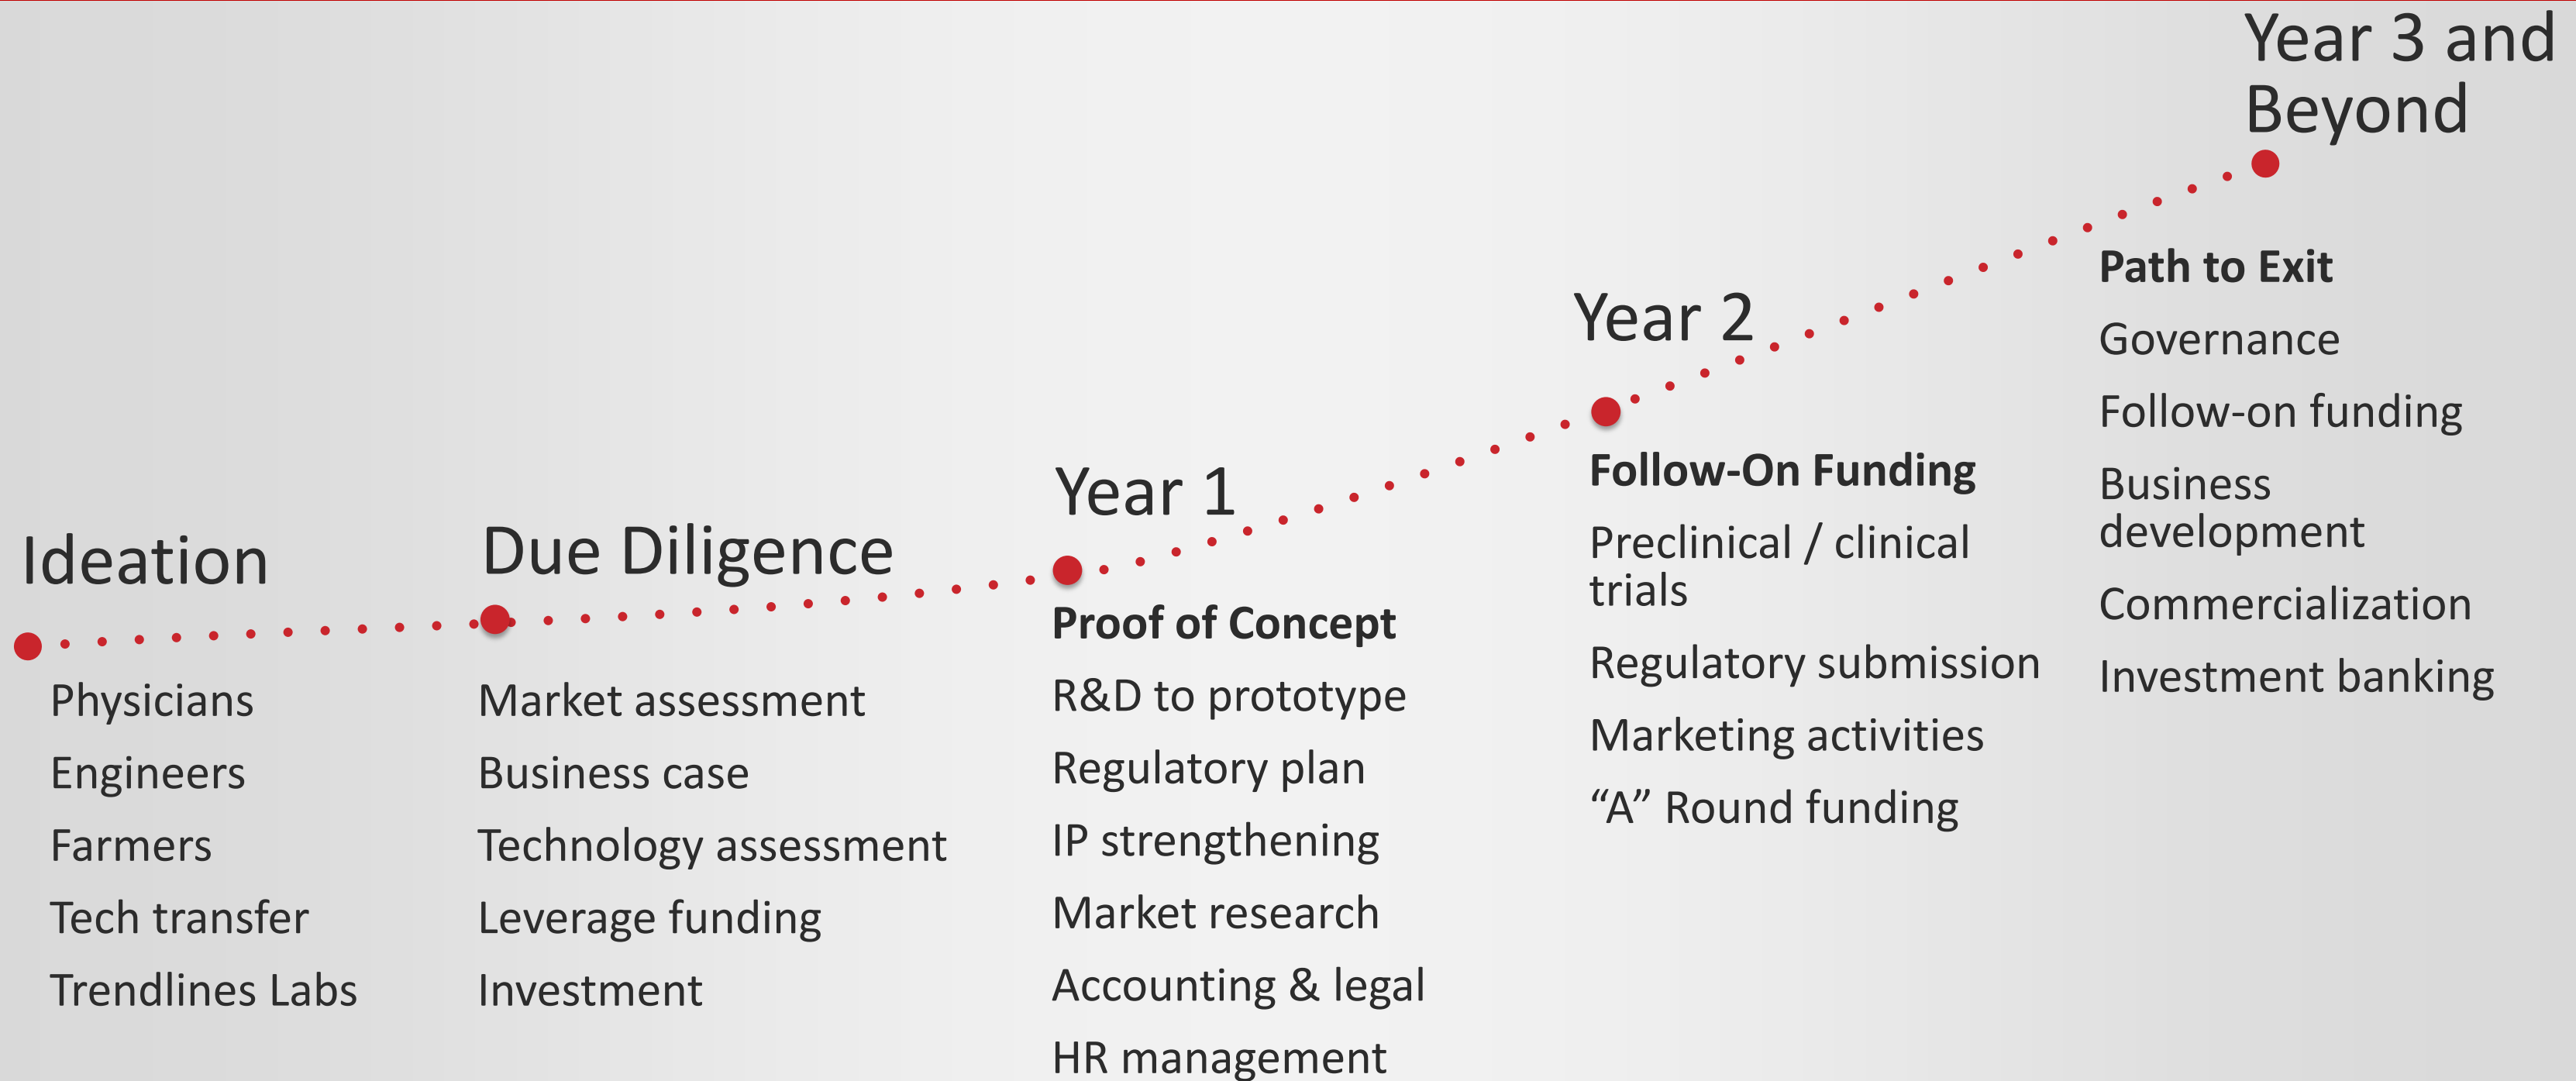 Ideation
Physicians
Engineers
Farmers
Tech transfer
Trendlines Labs
Due Diligence
Market assessment
Business case
Technology assessment
Leverage funding
Investment
Year 1
Proof of Concept
R&D to prototype
Regulatory plan
IP strengthening
Market research
Accounting & legal
HR management
Year 2
Follow-On Funding
Preclinical / clinical
trials
Regulatory submission
Marketing activities
“A” Round funding
Year 3 and
Beyond
Path to Exit
Governance
Follow-on funding
Business
development
Commercialization
Investment banking